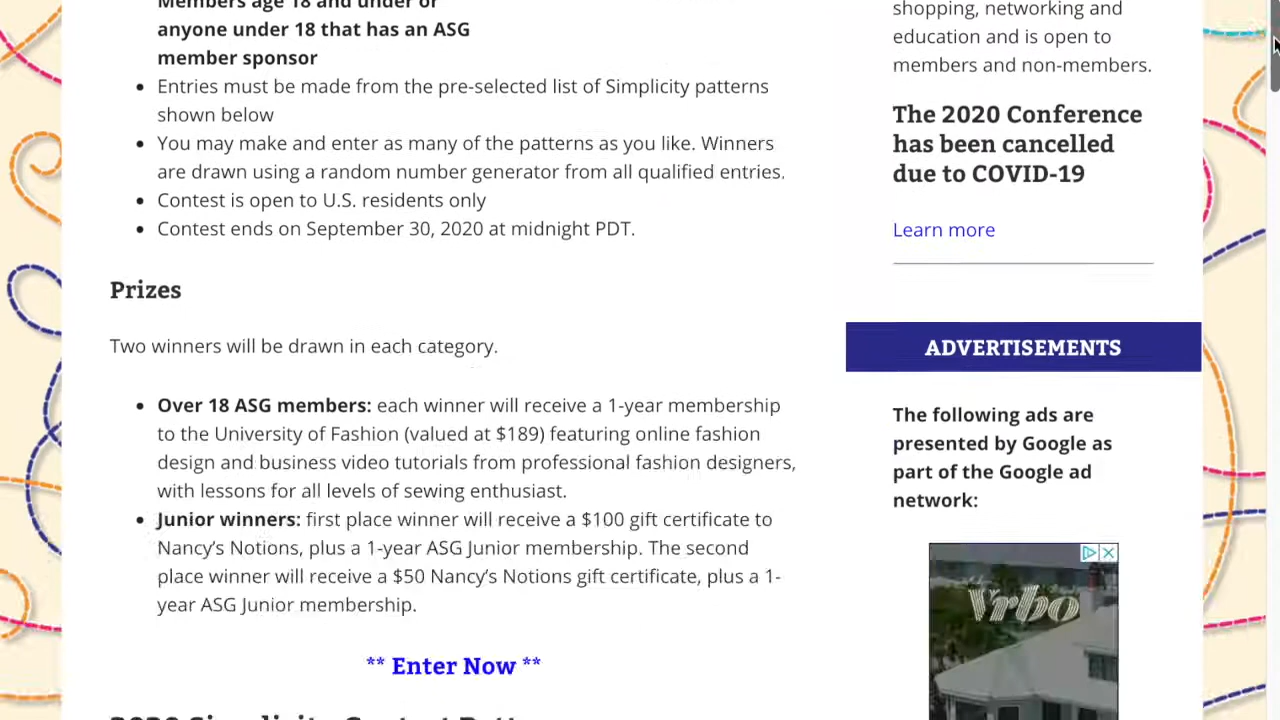 Members age 18 and under or
anyone under 18 that has an ASG
member sponsor
Entries must be made from the pre-selected list of Simplicity patterns
shown below
You may make and enter as many of the patterns as you like. Winners
are drawn using a random number generator from all qualified entries.
Contest is open to U.S. residents only
Contest ends on September 30, 2020 at midnight PDT.
Prizes
Two winners will be drawn in each category.
Over 18 ASG members: each winner will receive a 1-year membership
to the University of Fashion (valued at $189) featuring online fashion
design and business video tutorials from professional fashion designers,
with lessons for all levels of sewing enthusiast.
Junior winners: first place winner will receive a $100 gift certificate to
Nancy’s Notions, plus a 1-year ASG Junior membership. The second
place winner will receive a $50 Nancy’s Notions gift certificate, plus a 1-
year ASG Junior membership.
** Enter Now **
2020 Simplicity Contest
shopping, networking and
education and is open to
members and non-members.
The 2020 Conference
has been cancelled
due to COVID-19
Learn more
ADVERTISEMENTS
The following ads are
presented by Google as
part of the Google ad
network:
Vrbo